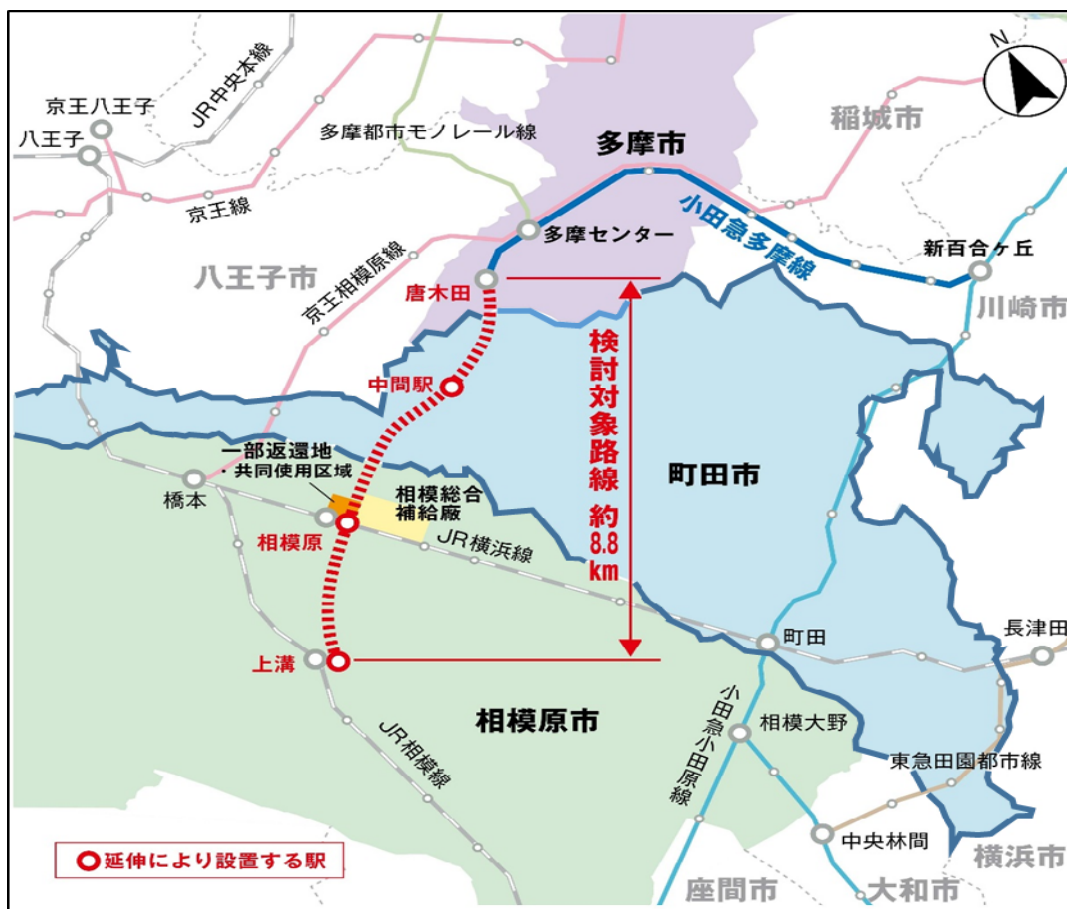 N
JR中央本線
京王八王子
八王子
多摩都市モノレール線
稲城市
多摩市
京王線
小田急多摩線
多摩センター
新百合ヶ丘
八王子市
京王相模原線
唐木田
川崎市
中間駅
検討対象路線 約8.8km
一部返還地
・共同使用区域
町田市
橋本
相模総合
補給廠
相模原
JR横浜線
町田
長津田
上溝
相模原市
小田急小田原線
相模大野
JR相模線
東急田園都市線
中央林間
横浜市
延伸により設置する駅
座間市
大和市